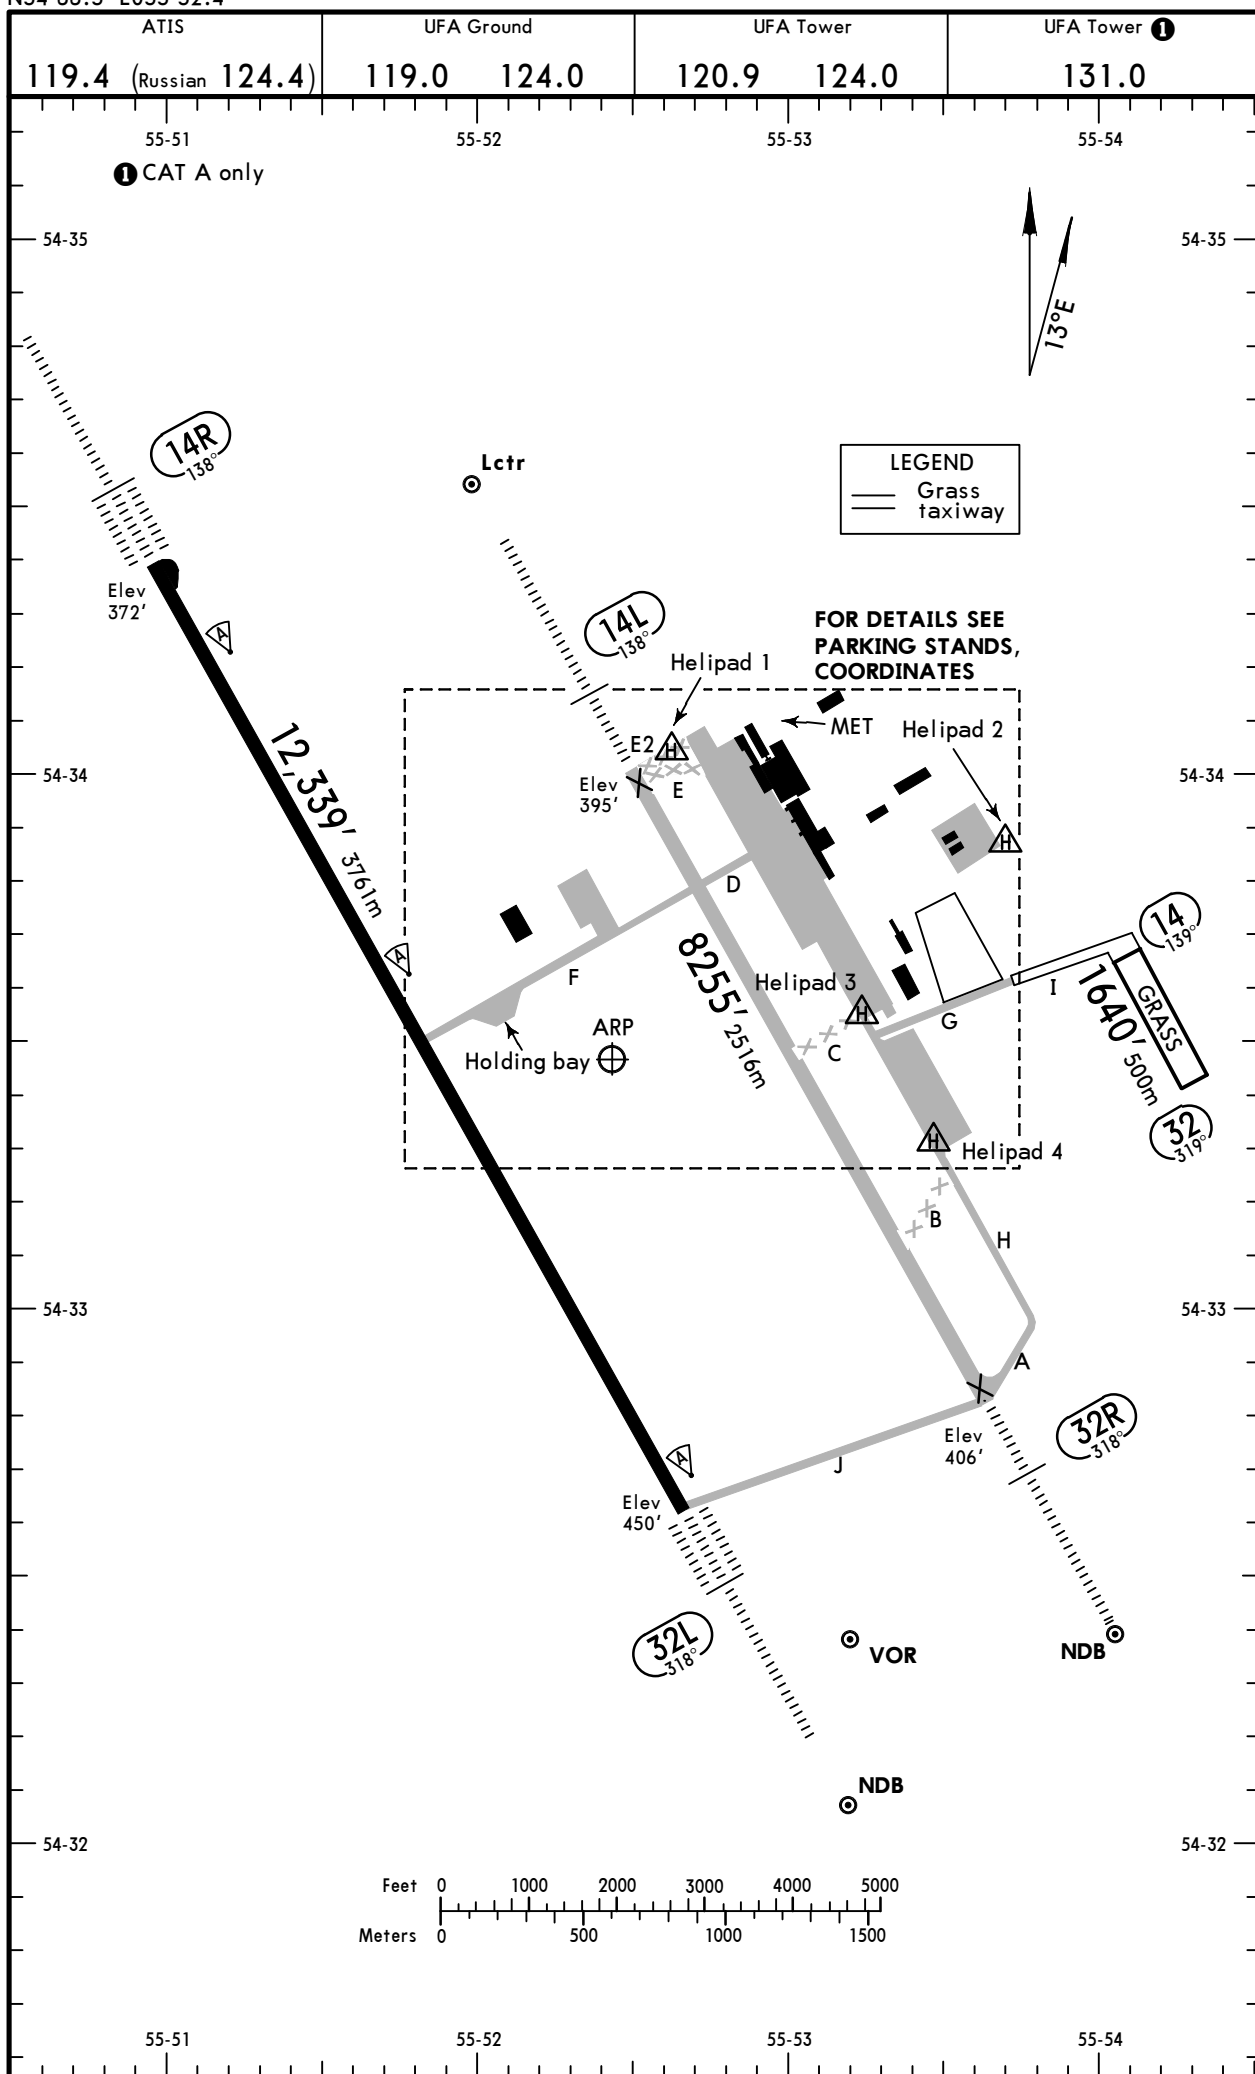 ATIS
UFA Ground
UFA Tower
UFA Tower 1
119.4 (Russian 124.4)
119.0 124.0
120.9 124.0
131.0
55-51
55-52
55-53
55-54
1 CAT A only
54-35
54-35
13°E
14R
138°
Lctr
LEGEND
Grass
taxiway
Elev
372'
A
14L
138°
FOR DETAILS SEE
PARKING STANDS,
COORDINATES
Helipad 1
MET
Helipad 2
E2
H
54-34
54-34
Elev
395'
E
12,339' 3761m
H
D
A
14
139°
8255' 2516m
F
Helipad 3
H
I
G
1640' 500m
GRASS
ARP
Holding bay
C
32
319°
H
Helipad 4
B
H
54-33
54-33
A
32R
318°
Elev
406'
A
J
Elev
450'
32L
318°
VOR
NDB
NDB
54-32
54-32
Feet 0 1000 2000 3000 4000 5000
Meters 0 500 1000 1500
55-51
55-52
55-53
55-54